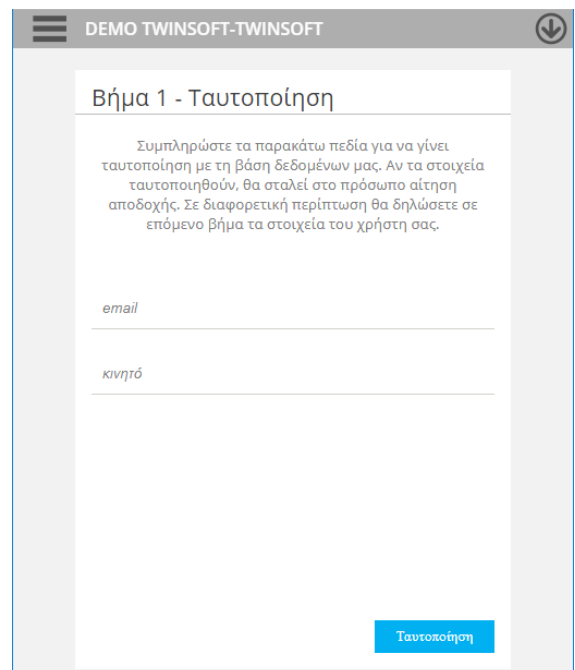 DEMO TWINSOFT-TWINSOFT
Βήμα 1 - Ταυτοποίηση
Συμπληρώστε τα παρακάτω πεδία για να γίνει
ταυτοποίηση με τη βάση δεδομένων μας. Αν τα στοιχεία
ταυτοποιηθούν, θα σταλεί στο πρόσωπο αίτηση
αποδοχής. Σε διαφορετική περίπτωση θα δηλώσετε σε
επόμενο βήμα τα στοιχεία του χρήστη σας.
email
κινητό
Ταυτοποίηση